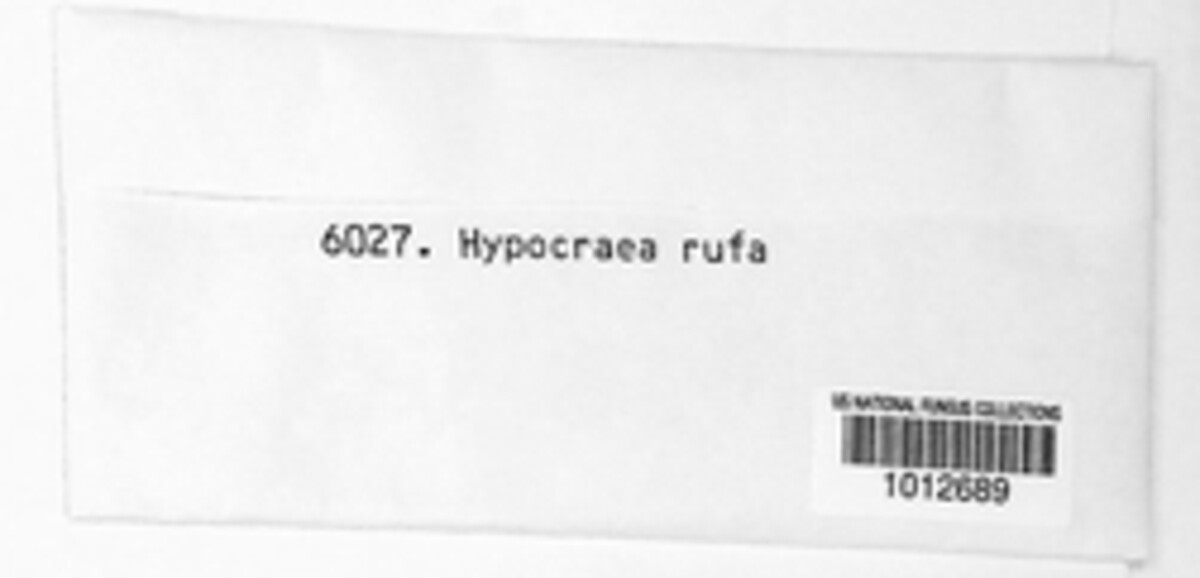 6027. Hypocraea rufa
US NATIONAL FUNGUS COLLECTIONS
1012689